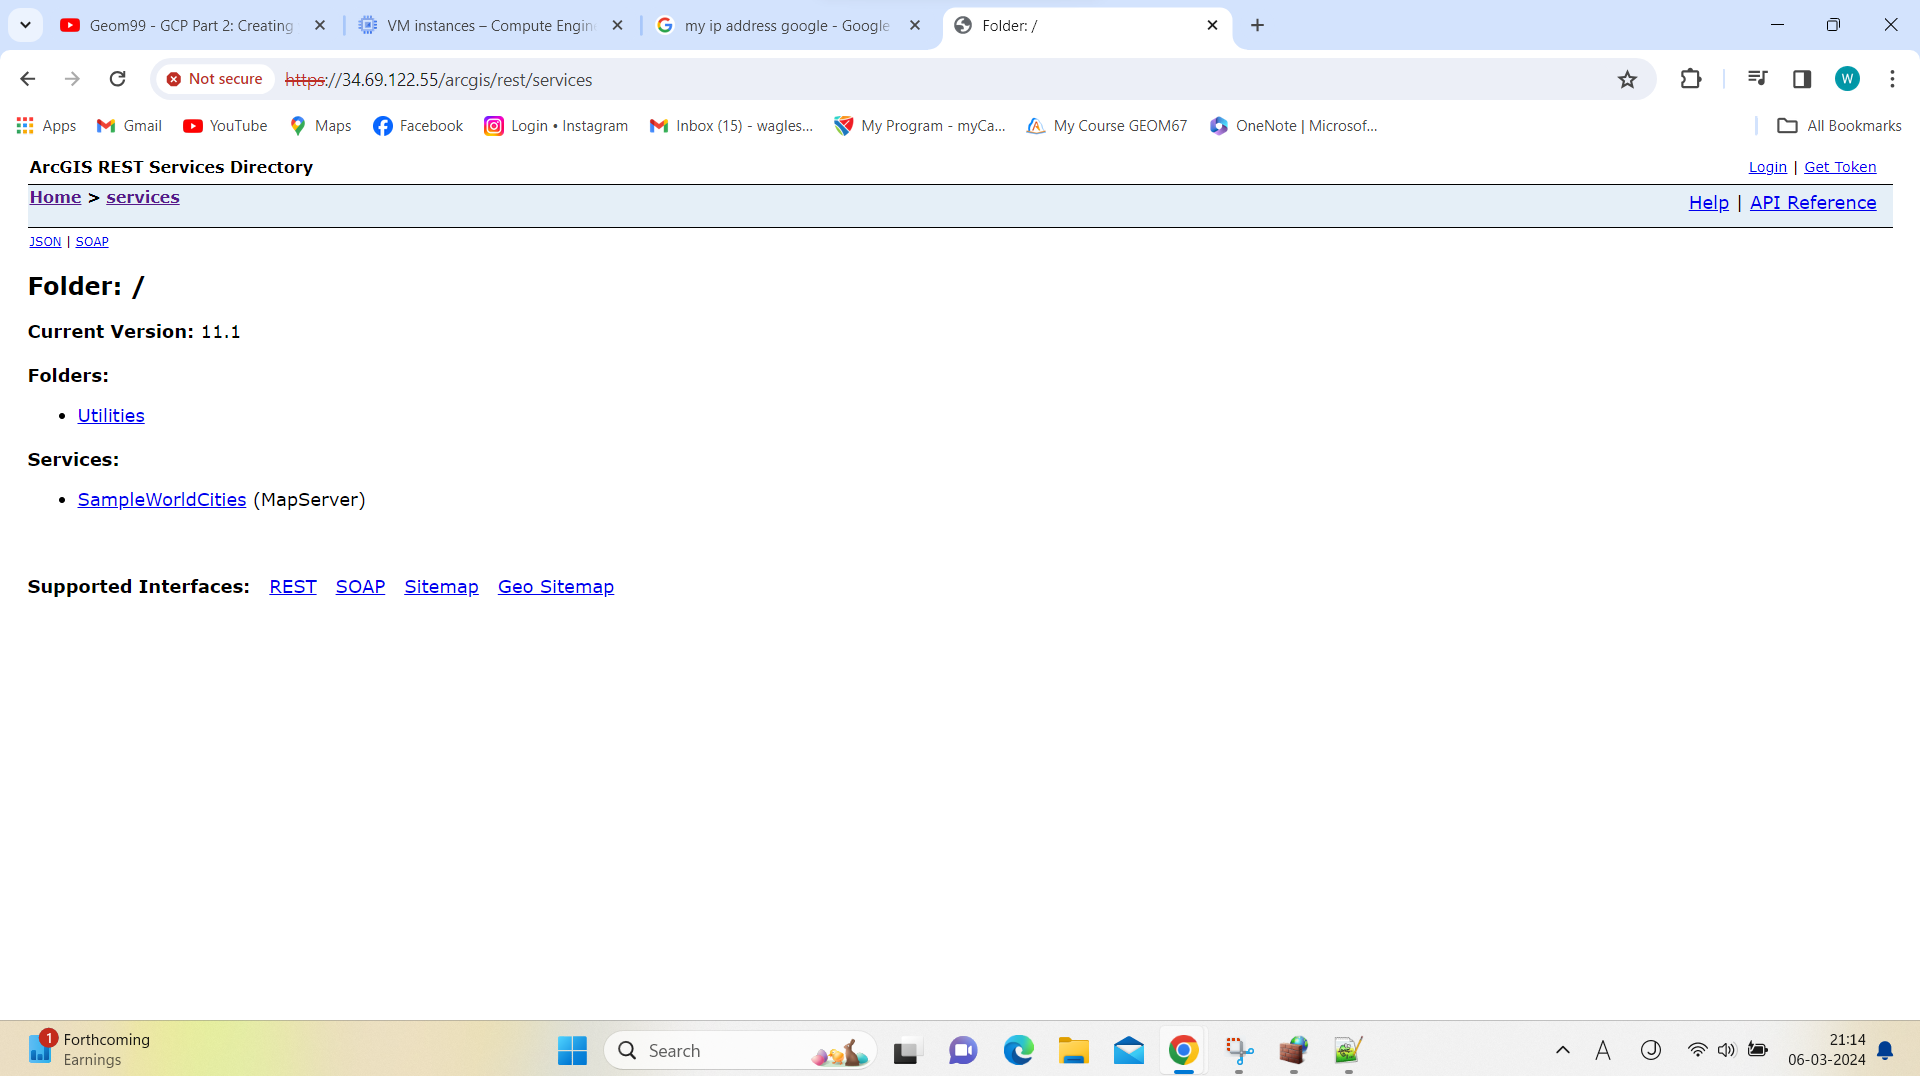 Geom99 - GCP Part 2: Creating
VM instances – Compute Engin
my ip address google - Google
Folder: /
Not secure
https://34.69.122.55/arcgis/rest/services
W
Apps
Gmail
YouTube
Maps
Facebook
Login • Instagram
Inbox (15) - wagles...
My Program - myCa...
My Course GEOM67
OneNote | Microsof...
All Bookmarks
ArcGIS REST Services Directory
Login | Get Token
Home > services
Help | API Reference
JSON | SOAP
Folder: /
Current Version: 11.1
Folders:
• Utilities
Services:
• SampleWorldCities (MapServer)
Supported Interfaces: REST SOAP Sitemap Geo Sitemap
1
Forthcoming
Earnings
Search
A
21:14
06-03-2024